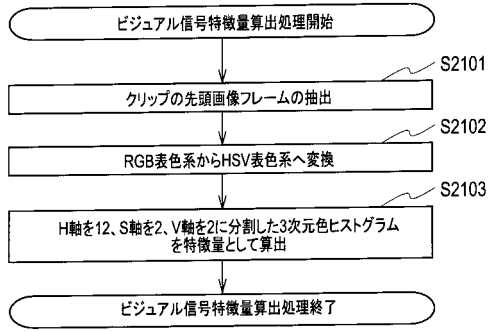 ビジュアル信号特徴量算出処理開始
S2101
クリップの先頭画像フレームの抽出
S2102
RGB表色系からHSV表色系へ変換
S2103
H軸を12、S軸を2、V軸を2に分割した3次元色ヒストグラム
を特徴量として算出
ビジュアル信号特徴量算出処理終了